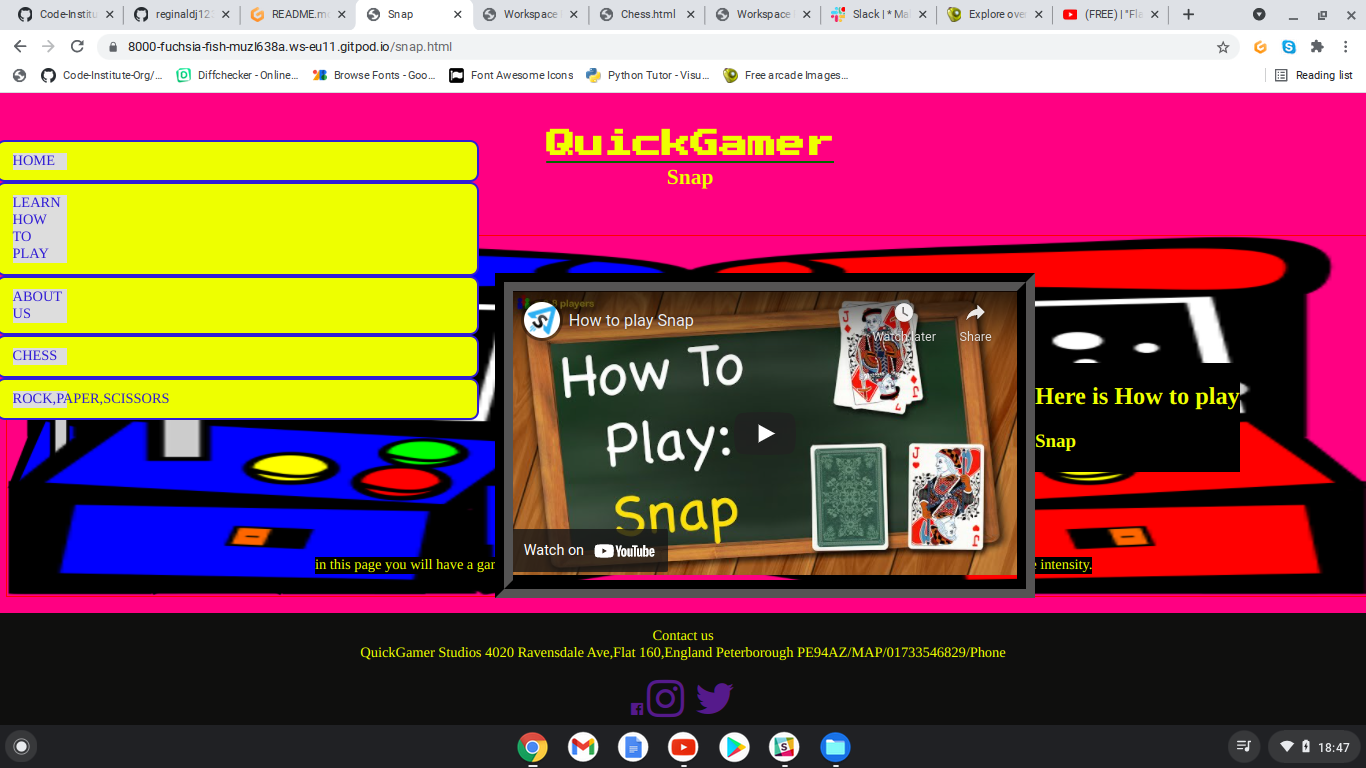 Code-Institu
reginaldj121
README.m
Snap
Workspace
Chess.html
Workspace
Slack | * Ma
Explore over
(FREE) | "Fle
8000-fuchsia-fish-muzl638a.ws-eu11.gitpod.io/snap.html
Code-Institute-Org/...
Diffchecker - Online...
Browse Fonts - Goo...
Font Awesome Icons
Python Tutor - Visu...
Free arcade Images...
Reading list
QuickGamer
Snap
HOME
LEARN
HOW
TO
PLAY
ABOUT
US
CHESS
ROCK,PAPER,SCISSORS
players
How to play Snap
Watch later
Share
How To
Play:
Snap
J
J
Watch on YouTube
Here is How to play
Snap
in this page you will have a gar
intensity.
Contact us
QuickGamer Studios 4020 Ravensdale Ave,Flat 160,England Peterborough PE94AZ/MAP/01733546829/Phone
18:47